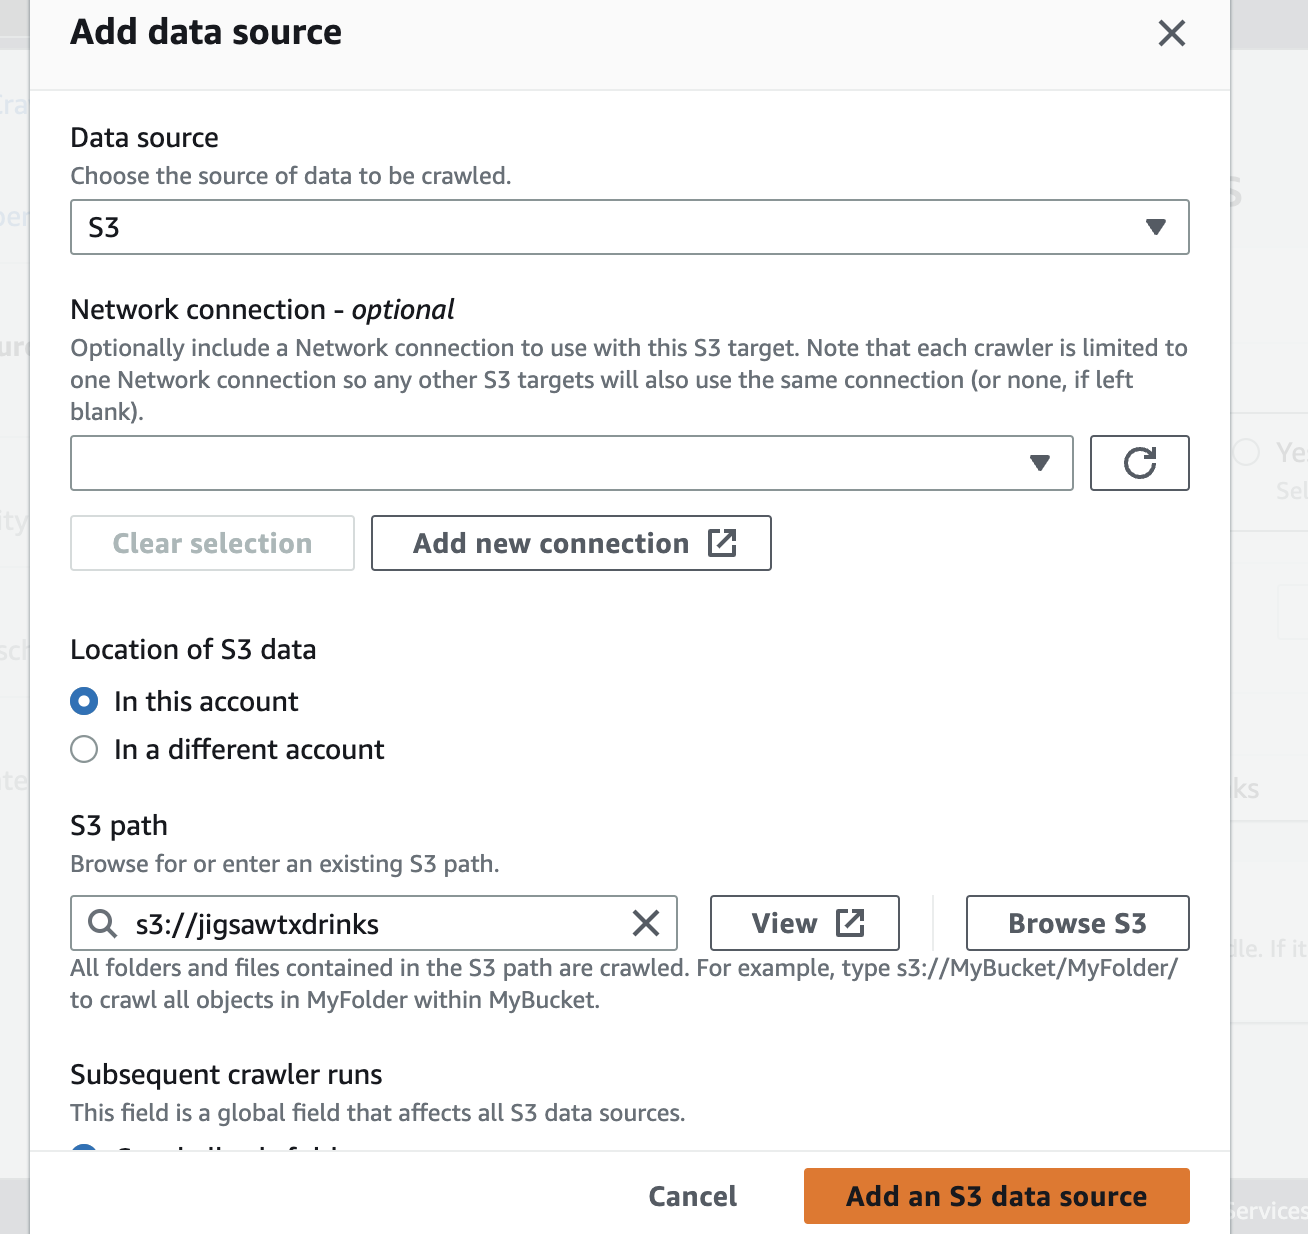 Add data source
Data source
Choose the source of data to be crawled.
S3
Network connection - optional
Optionally include a Network connection to use with this S3 target. Note that each crawler is limited to
one Network connection so any other S3 targets will also use the same connection (or none, if left
blank).
Clear selection
Add new connection
Location of S3 data
In this account
In a different account
S3 path
Browse for or enter an existing S3 path.
s3://jigsawtxdrinks
View
Browse S3
All folders and files contained in the S3 path are crawled. For example, type s3://MyBucket/MyFolder/
to crawl all objects in MyFolder within MyBucket.
Subsequent crawler runs
This field is a global field that affects all S3 data sources.
Cancel
Add an S3 data source